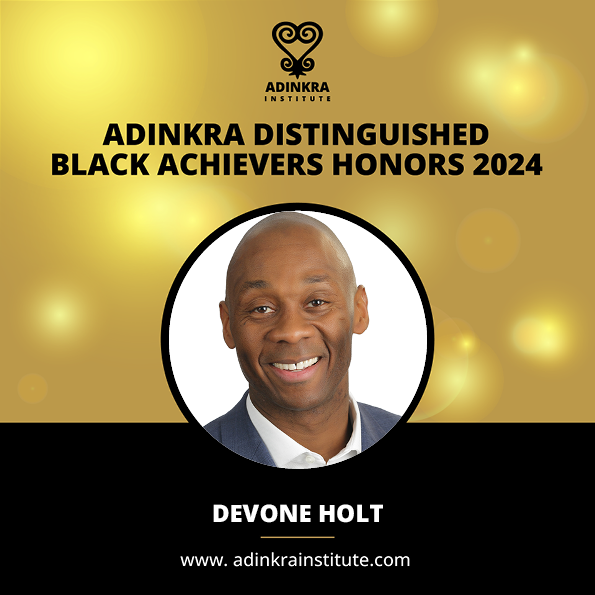 ADINKRA
INSTITUTE
ADINKRA DISTINGUISHED
BLACK ACHIEVERS HONORS 2024
DEVONE HOLT
www. adinkrainstitute.com